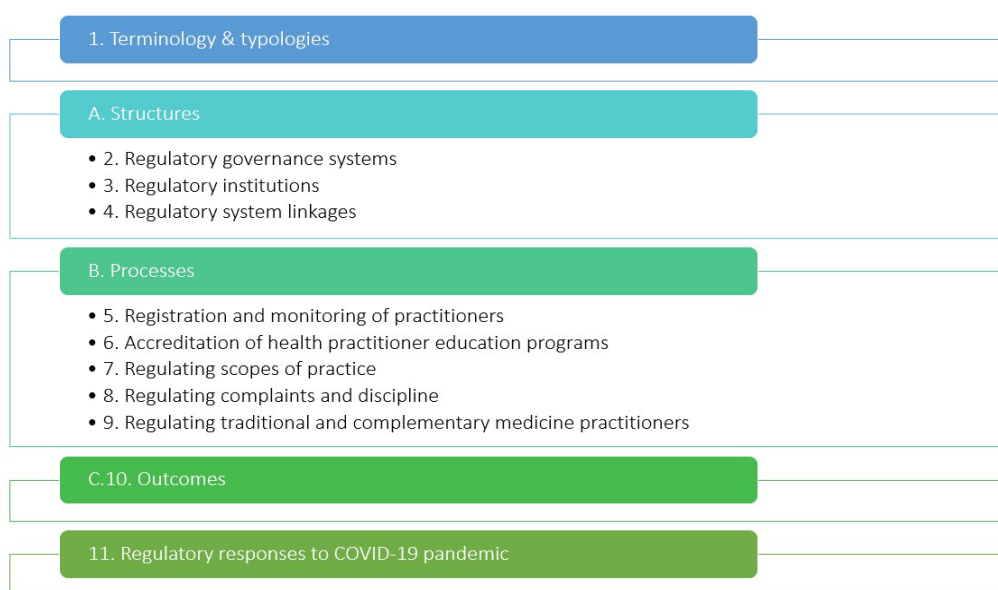 1. Terminology & typologies
A. Structures
• 2. Regulatory governance systems
• 3. Regulatory institutions
• 4. Regulatory system linkages
B. Processes
• 5. Registration and monitoring of practitioners
• 6. Accreditation of health practitioner education programs
• 7. Regulating scopes of practice
• 8. Regulating complaints and discipline
• 9. Regulating traditional and complementary medicine practitioners
C.10. Outcomes
11. Regulatory responses to COVID-19 pandemic